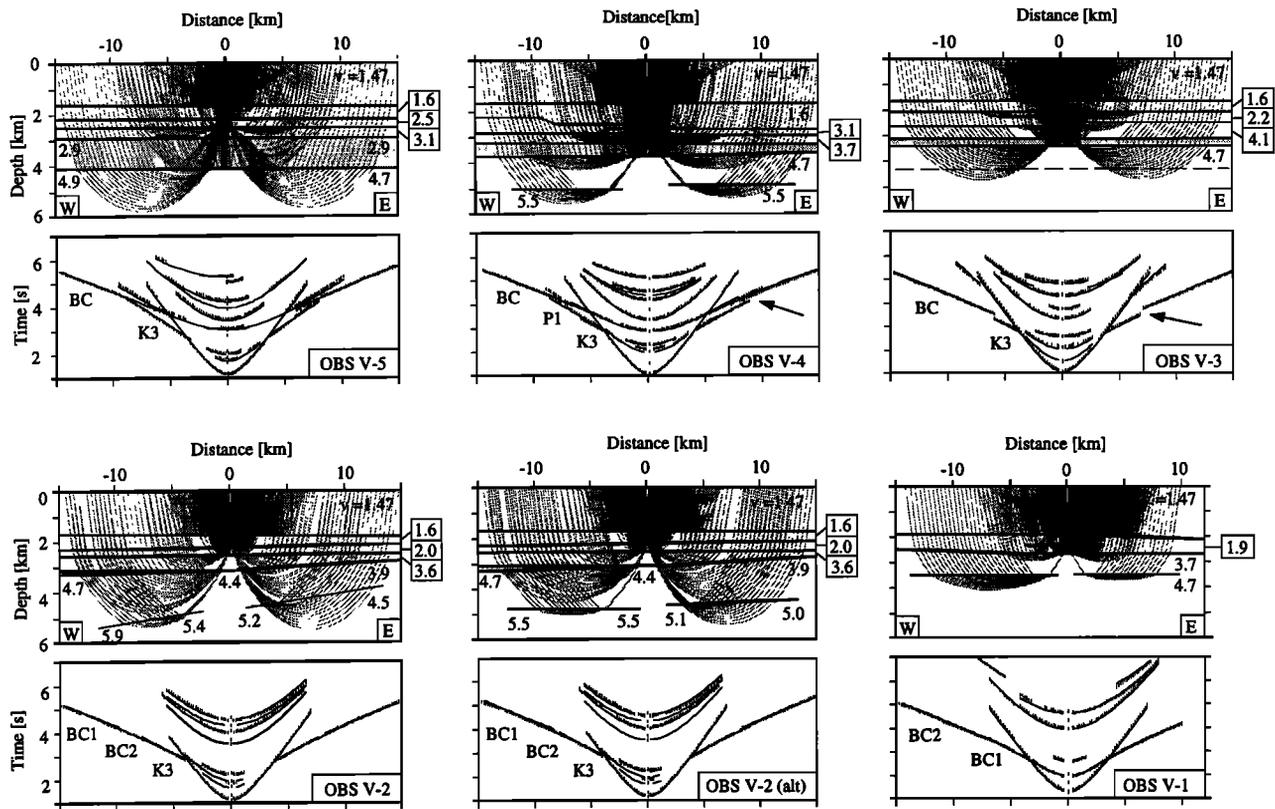 Distance [km]
-10 0 10
Depth [km]
0
2
4
6
v =1.47
1.6
2.5
3.1
2.9
2.9
4.9
4.7
W
E
Time [s]
6
4
2
BC
K3
OBS V-5
Distance[km]
-10 0 10
1.6
3.1
3.7
4.7
5.5
5.5
W
E
BC
P1
K3
OBS V-4
Distance [km]
-10 0 10
v =1.47
1.6
2.2
4.1
4.7
W
E
BC
K3
OBS V-3
Distance [km]
-10 0 10
Depth [km]
0
2
4
6
v =1.47
1.6
2.0
3.6
3.9
4.4
4.7
4.5
5.2
5.4
5.9
W
E
Time [s]
6
4
2
BC1
BC2
K3
OBS V-2
Distance [km]
-10 0 10
1.6
2.0
3.6
3.9
4.4
4.7
5.5
5.5
5.1
5.0
BC1
BC2
K3
OBS V-2 (alt)
Distance [km]
-10 0 10
=1.47
1.9
3.7
4.7
W
E
BC2
BC1
OBS V-1